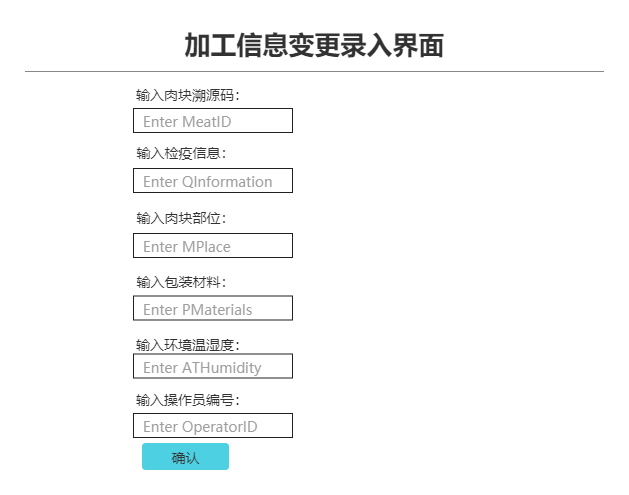 加工信息变更录入界面
输入肉块溯源码：
Enter MeatID
输入检疫信息：
Enter QInformation
输入肉块部位：
Enter MPlace
输入包装材料：
Enter PMaterials
输入环境温湿度：
Enter ATHumidity
输入操作员编号：
Enter OperatorID
确认